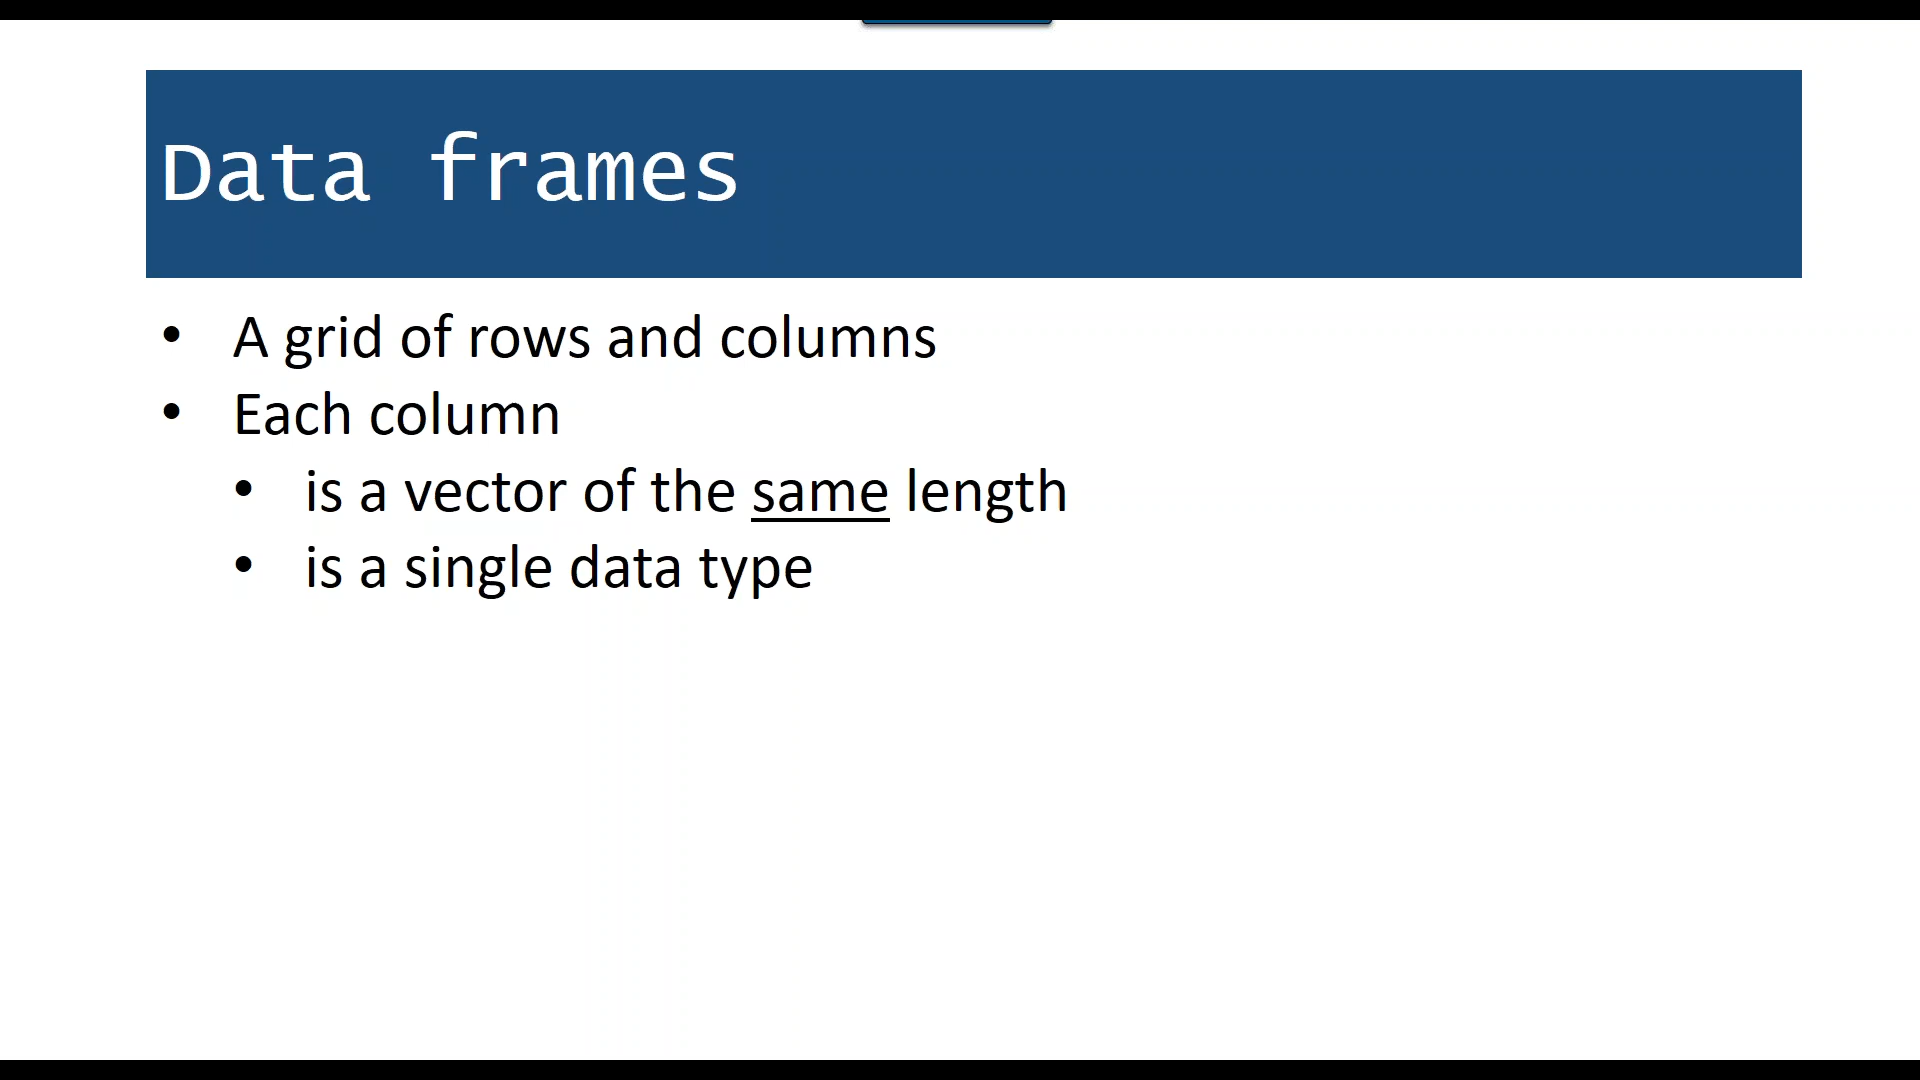 Data frames
• A grid of rows and columns
• Each column
• is a vector of the same length
• is a single data type